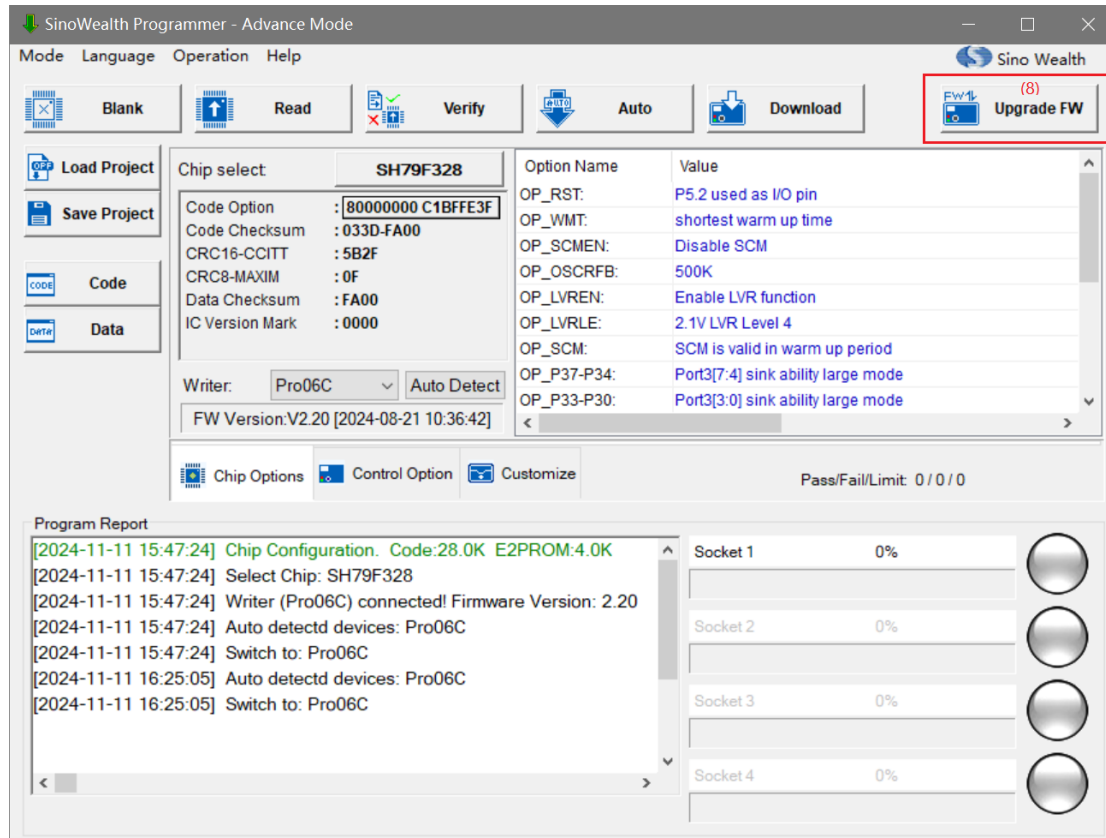 SinoWealth Programmer - Advance Mode
Mode Language Operation Help
Sino Wealth
Blank
Read
Verify
AUTO
Auto
Download
(8)
FW
Upgrade FW
OFF
Load Project
Save Project
CODE
Code
DATA
Data
Chip select:
SH79F328
Code Option : 80000000 C1BFFE3F
Code Checksum : 033D-FA00
CRC16-CCITT : 5B2F
CRC8-MAXIM : 0F
Data Checksum : FA00
IC Version Mark : 0000
Writer: Pro06C Auto Detect
FW Version:V2.20 [2024-08-21 10:36:42]
Option Name Value
OP_RST: P5.2 used as I/O pin
OP_WMT: shortest warm up time
OP_SCMEN: Disable SCM
OP_OSCRFB: 500K
OP_LVREN: Enable LVR function
OP_LVRLE: 2.1V LVR Level 4
OP_SCM: SCM is valid in warm up period
OP_P37-P34: Port3[7:4] sink ability large mode
OP_P33-P30: Port3[3:0] sink ability large mode
Chip Options Control Option Customize
Pass/Fail/Limit: 0 / 0 / 0
Program Report
[2024-11-11 15:47:24] Chip Configuration. Code:28.0K E2PROM:4.0K
[2024-11-11 15:47:24] Select Chip: SH79F328
[2024-11-11 15:47:24] Writer (Pro06C) connected! Firmware Version: 2.20
[2024-11-11 15:47:24] Auto detectd devices: Pro06C
[2024-11-11 15:47:24] Switch to: Pro06C
[2024-11-11 16:25:05] Auto detectd devices: Pro06C
[2024-11-11 16:25:05] Switch to: Pro06C
Socket 1 0%
Socket 2 0%
Socket 3 0%
Socket 4 0%